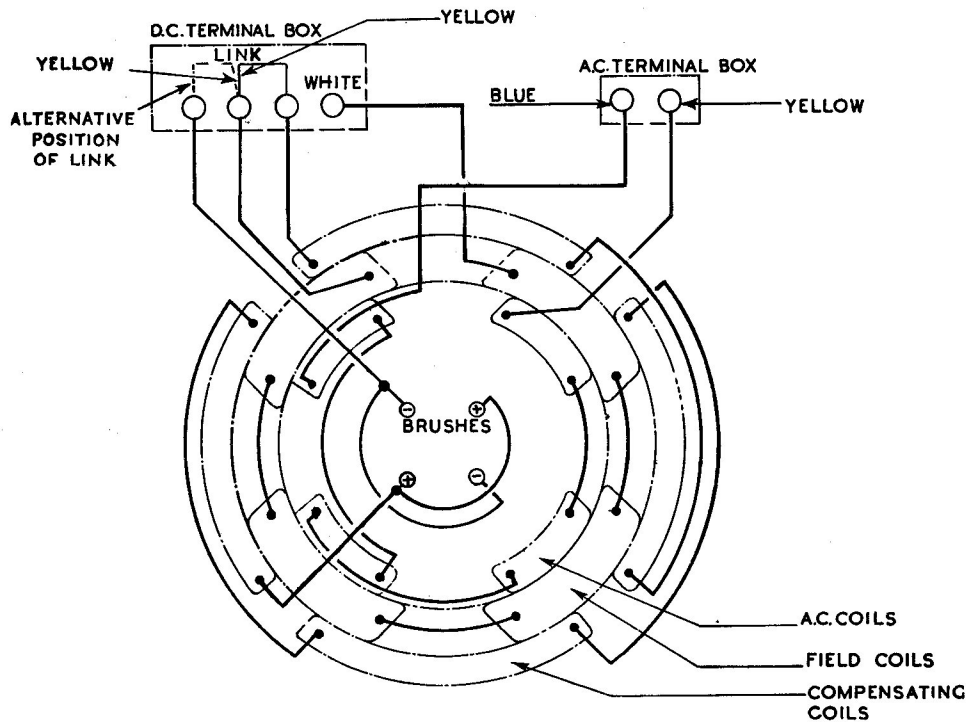 D.C. TERMINAL BOX
YELLOW
LINK
YELLOW
WHITE
ALTERNATIVE
POSITION
OF LINK
A.C. TERMINAL BOX
BLUE
YELLOW
- +
BRUSHES
+ -
A.C. COILS
FIELD COILS
COMPENSATING
COILS